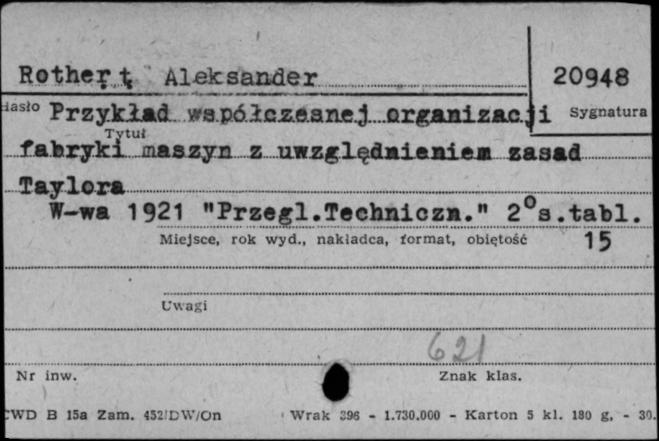 Rothert Aleksander 20948
Hasło Przykład współczesnej organizacji Sygnatura
Tytuł
fabryki maszyn z uwzględnieniem zasad
Taylora
W-wa 1921 "Przegl.Techniczn." 2° s.tabl.
Miejsce, rok wyd., nakładca, format, objętość 15
Uwagi
621
Nr inw. Znak klas.
CWD B 15a Zam. 452/DW/On Wrak 396 - 1.730.000 - Karton 5 kl. 180 g. - 30.